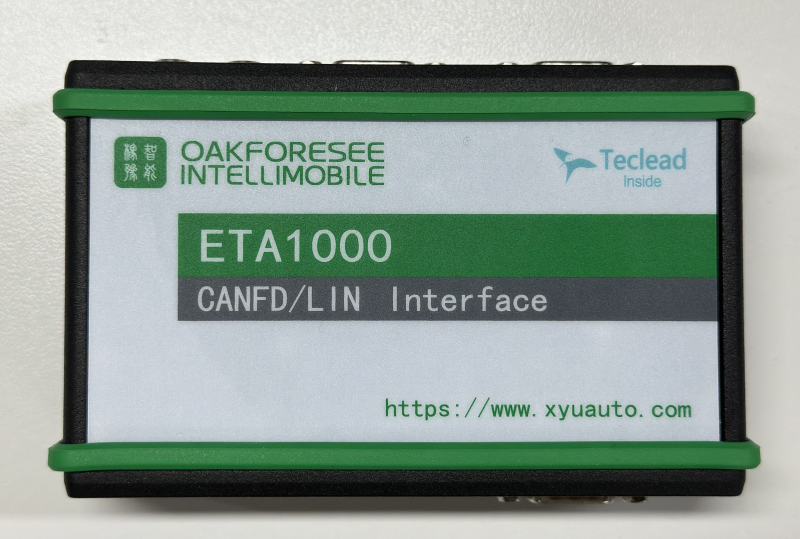 OAKFORESEE
INTELLIMOBILE
Teclead
inside
ETA1000
CANFD/LIN Interface
https://www.xyuauto.com